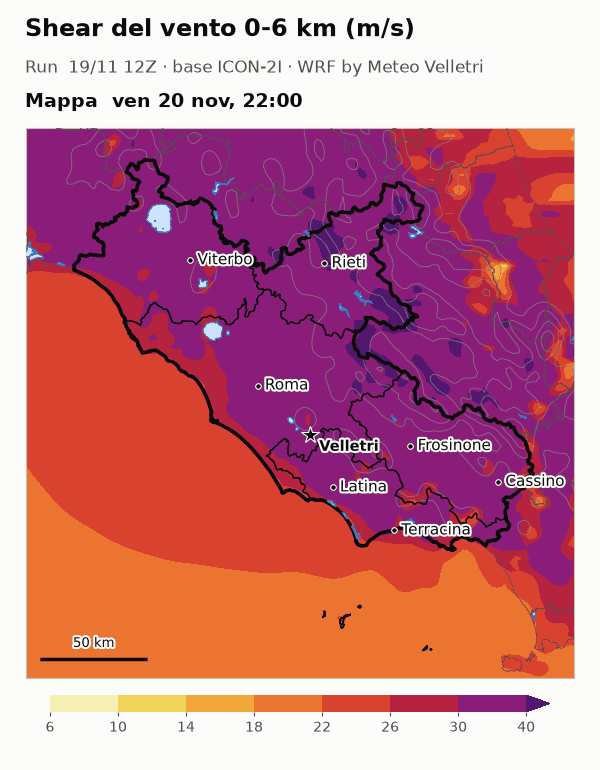 Shear del vento 0-6 km (m/s)
Run 19/11 12Z · base ICON-2I · WRF by Meteo Velletri
Mappa ven 20 nov, 22:00
Viterbo
Rieti
Roma
Velletri
Frosinone
Latina
Cassino
Terracina
50 km
6 10 14 18 22 26 30 40